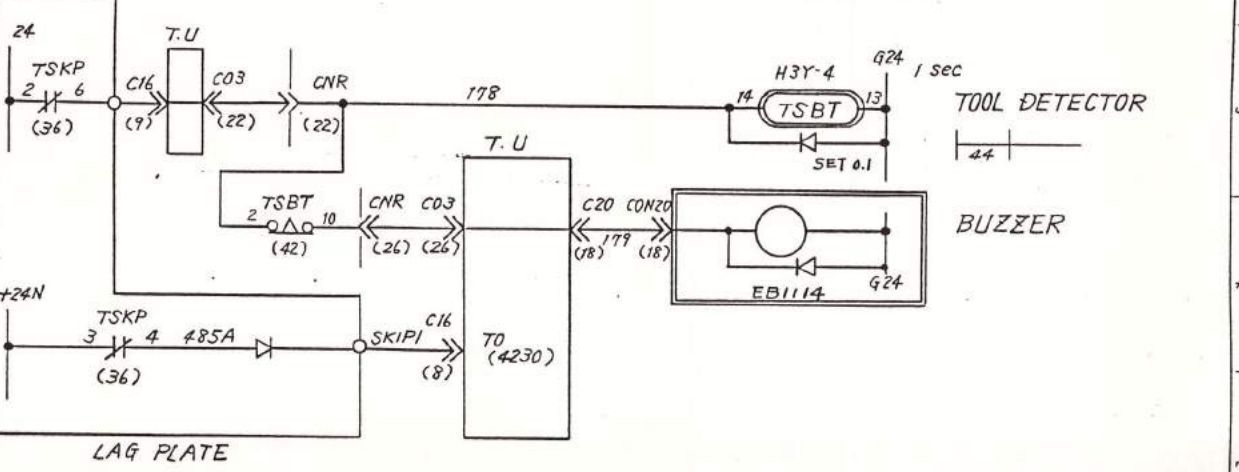 24
T.U
TSKP
2 6
(36)
C16
(9)
C03
(22)
CNR
(22)
178
H3Y-4
14
TSBT
13
G24
1 sec
SET 0.1
TOOL DETECTOR
44
T.U
TSBT
2 10
(42)
CNR C03
(26) (26)
C20 CON20
(18) 179 (18)
EB1114
G24
BUZZER
+24N
TSKP
3 4 485A
(36)
SKIP1
C16
(8)
TO
(4230)
LAG PLATE